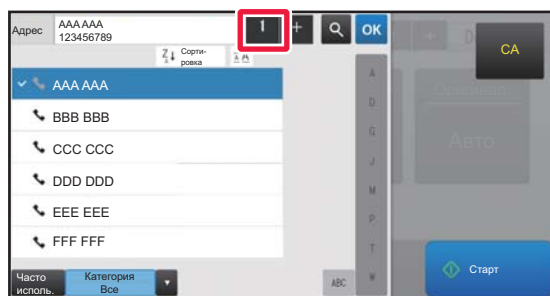 Адрес
AAA AAA
123456789
1
+
OK
CA
Z
A
Сорти-
ровка
AAA AAA
BBB BBB
CCC CCC
DDD DDD
EEE EEE
FFF FFF
A
D
G
J
M
P
T
W
Авто
Часто
исполь.
Категория
Все
ABC
Старт